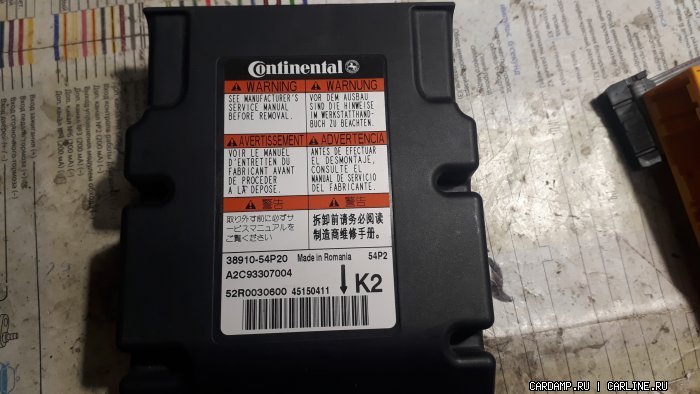 Continental
WARNING
SEE MANUFACTURER'S
SERVICE MANUAL
BEFORE REMOVAL.
WARNUNG
VOR DEM AUSBAU
SIND DIE HINWEISE
IM WERKSTATTHAND-
BUCH ZU BEACHTEN.
AVERTISSEMENT
VOIR LE MANUEL
D'ENTRETIEN DU
FABRICANT AVANT
DE PROCEDER
A LA DEPOSE.
ADVERTENCIA
ANTES DE EFECTUAR
EL DESMONTAJE,
CONSULTE EL
MANUAL DE SERVICIO
DEL FABRICANTE.
警告
取り外す前に必ずサ
ービスマニュアルを
ご覧ください
警告
拆卸前请务必阅读
制造商维修手册.
38910-54P20 Made in Romania 54P2
A2C93307004
52R0030600 45150411 K2
CARDAMP.RU | CARLINE.RU